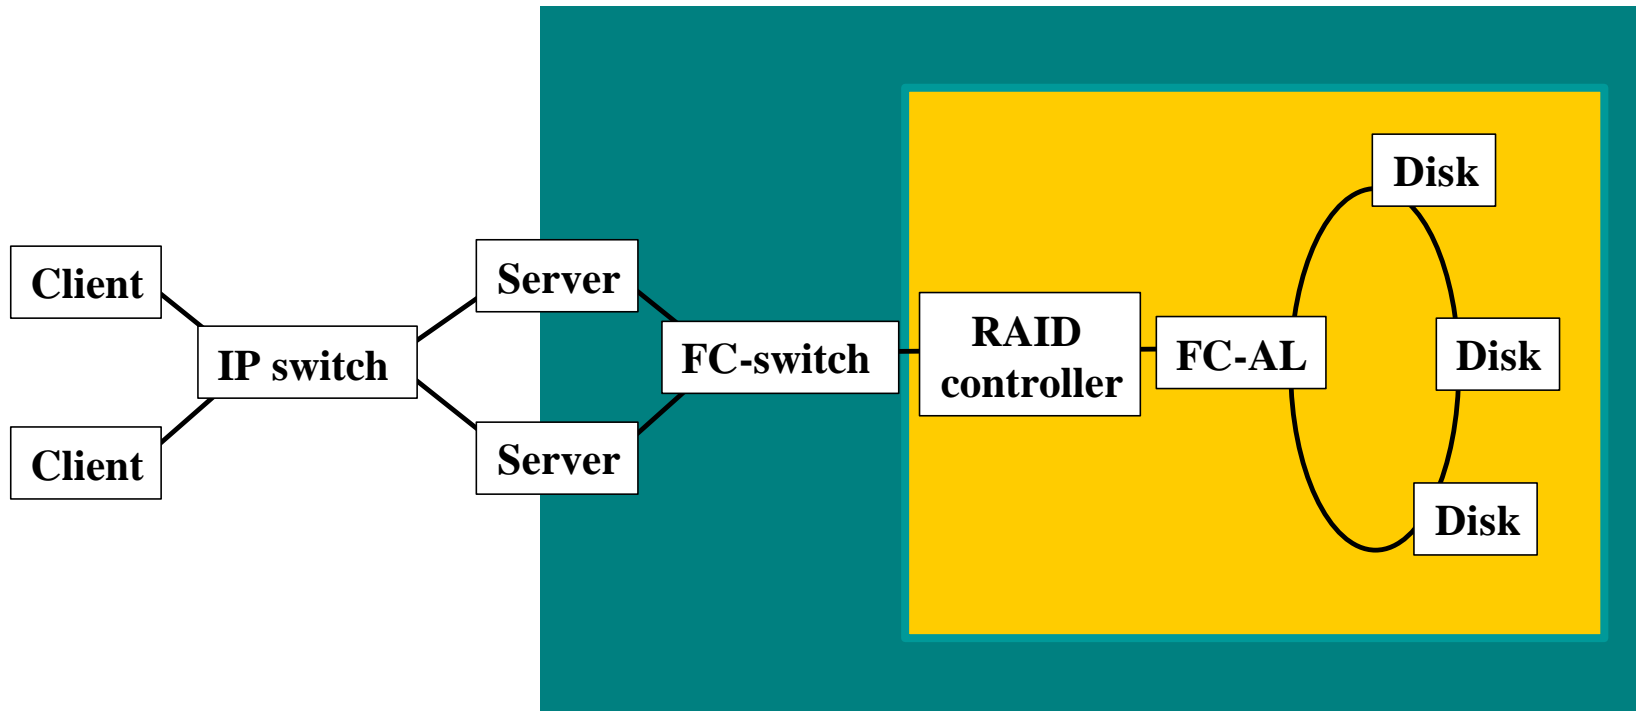 Client
Client
IP switch
Server
Server
FC-switch
RAID
controller
FC-AL
Disk
Disk
Disk